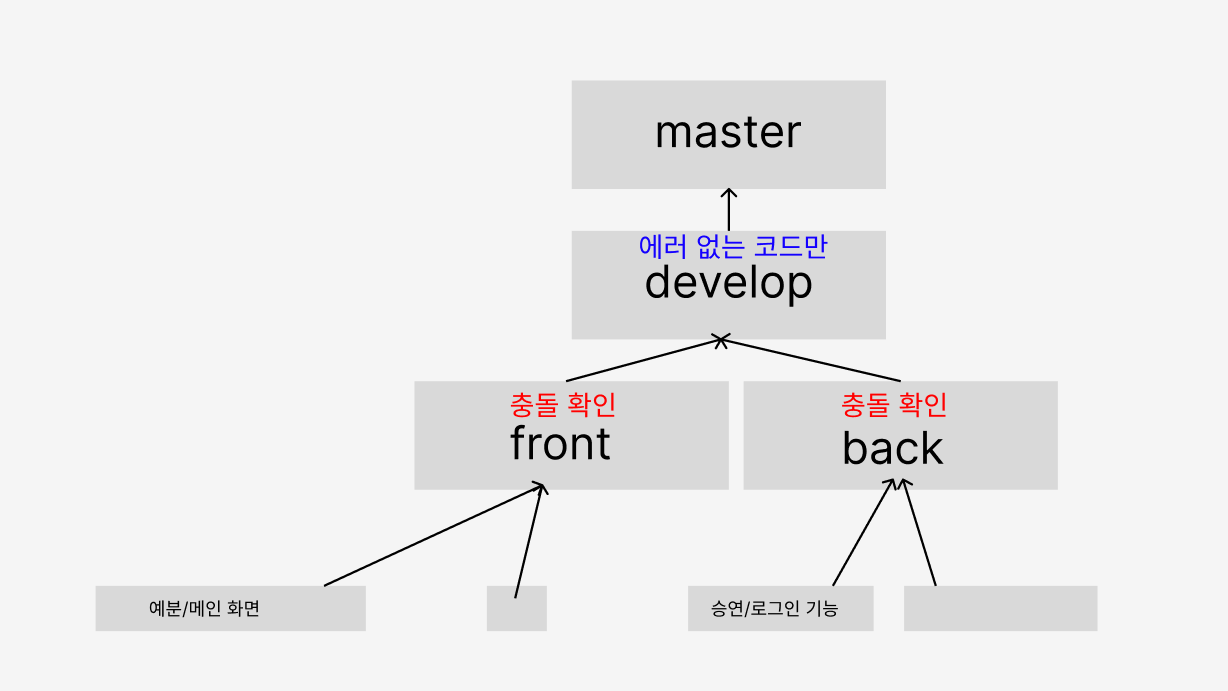 master
에러 없는 코드만
develop
충돌 확인
front
충돌 확인
back
예분/메인 화면
승연/로그인 기능